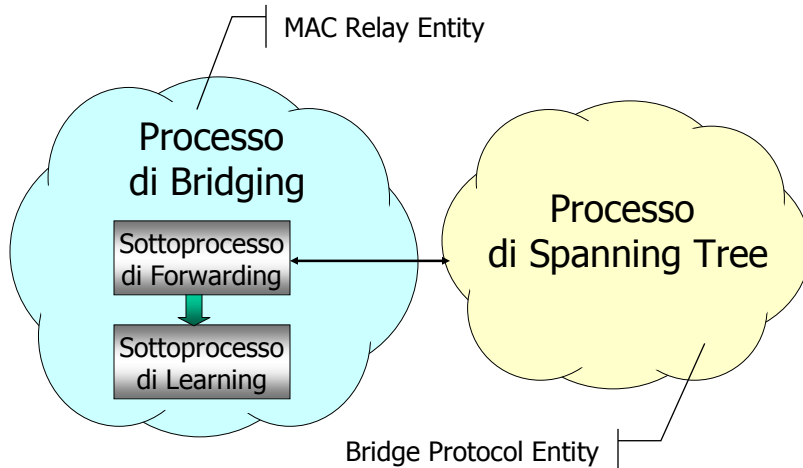 MAC Relay Entity
Processo
di Bridging
Sottoprocesso
di Forwarding
Sottoprocesso
di Learning
Processo
di Spanning Tree
Bridge Protocol Entity